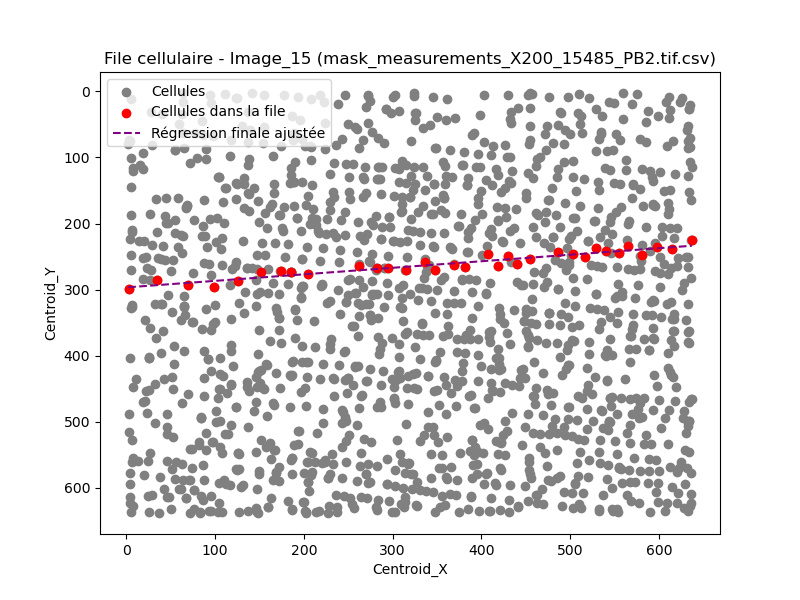 File cellulaire - Image_15 (mask_measurements_X200_15485_PB2.tif.csv)
Cellules
Cellules dans la file
Régression finale ajustée
0
100
200
300
400
500
600
Centroid_Y
0 100 200 300 400 500 600
Centroid_X